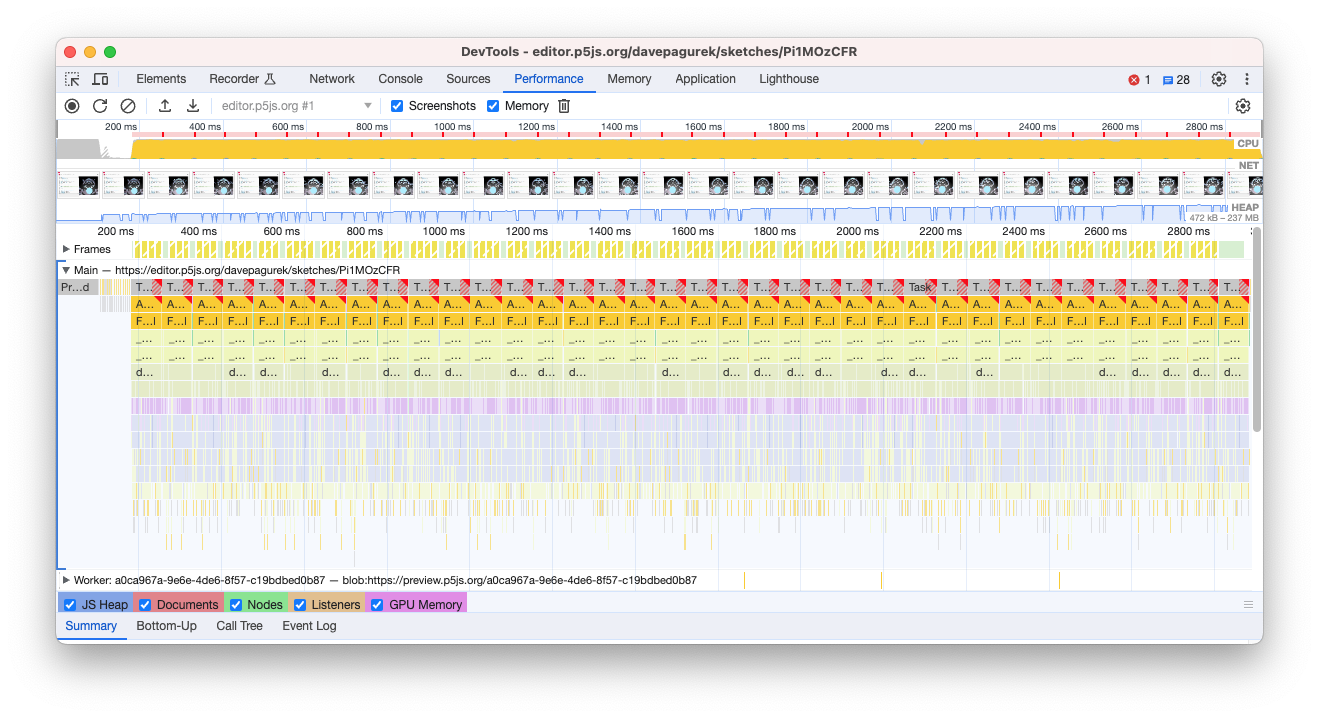 DevTools - editor.p5js.org/davepagurek/sketches/Pi1MOzCFR
Elements Recorder Network Console Sources Performance Memory Application Lighthouse 1 28
editor.p5js.org #1 Screenshots Memory
200 ms 400 ms 600 ms 800 ms 1000 ms 1200 ms 1400 ms 1600 ms 1800 ms 2000 ms 2200 ms 2400 ms 2600 ms 2800 ms
CPU
NET
HEAP
472 kB – 237 MB
200 ms 400 ms 600 ms 800 ms 1000 ms 1200 ms 1400 ms 1600 ms 1800 ms 2000 ms 2200 ms 2400 ms 2600 ms 2800 ms
Frames
Main — https://editor.p5js.org/davepagurek/sketches/Pi1MOzCFR
Pr…d T… T… T… T… T… T… T… T… T… T… T… T… T… T… T… T… T… T… T… T… T… T… T… T… T… Task T… T… T… T… T… T… T… T… T… T…
A… A… A… A… A… A… A… A… A… A… A… A… A… A… A… A… A… A… A… A… A… A… A… A… A… A… A… A… A… A… A… A… A… A… A… A…
F…l F…l F…l F…l F…l F…l F…l F…l F…l F…l F…l F…l F…l F…l F…l F…l F…l F…l F…l F…l F…l F…l F…l F…l F…l F…l F…l F…l F…l F…l F…l F…l F…l F…l F…l F…l
_… _… _… _… _… _… _… _… _… _… _… _… _… _… _… _… _… _… _… _… _… _… _… _… _… _… _… _… _… _… _… _… _… _… _… _…
_… _… _… _… _… _… _… _… _… _… _… _… _… _… _… _… _… _… _… _… _… _… _… _… _… _… _… _… _… _… _… _… _… _… _… _…
d… d… d… d… d… d… d… d… d… d… d… d… d… d… d… d… d… d… d… d… d… d…
Worker: a0ca967a-9e6e-4de6-8f57-c19bdbed0b87 — blob:https://preview.p5js.org/a0ca967a-9e6e-4de6-8f57-c19bdbed0b87
JS Heap Documents Nodes Listeners GPU Memory
Summary Bottom-Up Call Tree Event Log